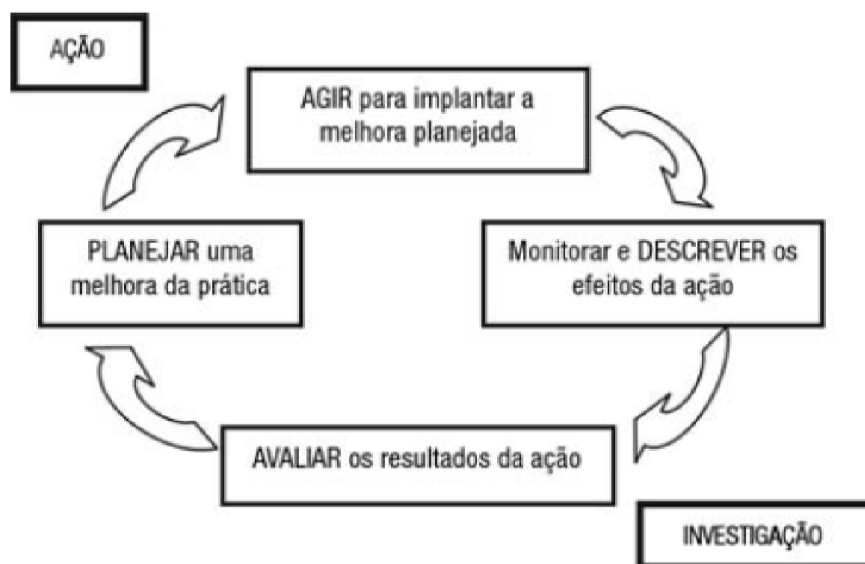 AÇÃO
AGIR para implantar a
melhora planejada
PLANEJAR uma
melhora da prática
Monitorar e DESCREVER os
efeitos da ação
AVALIAR os resultados da ação
INVESTIGAÇÃO